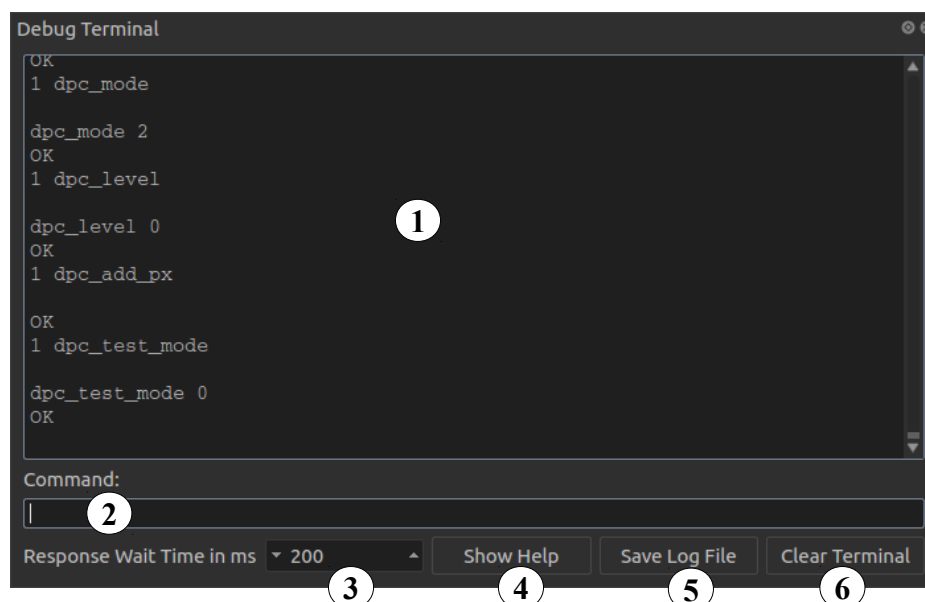 Debug Terminal
OK
1 dpc_mode
dpc_mode 2
OK
1 dpc_level
dpc_level 0
OK
1 dpc_add_px
OK
1 dpc_test_mode
dpc_test_mode 0
OK
1
Command:
2
Response Wait Time in ms 200 Show Help Save Log File Clear Terminal
3 4 5 6